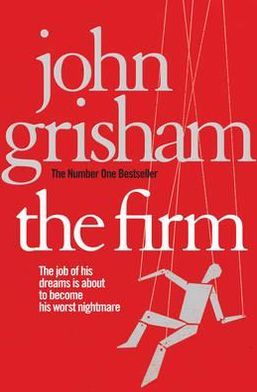 john
grisham
The Number One Bestseller
the firm
The job of his
dreams is about
to become
his worst nightmare